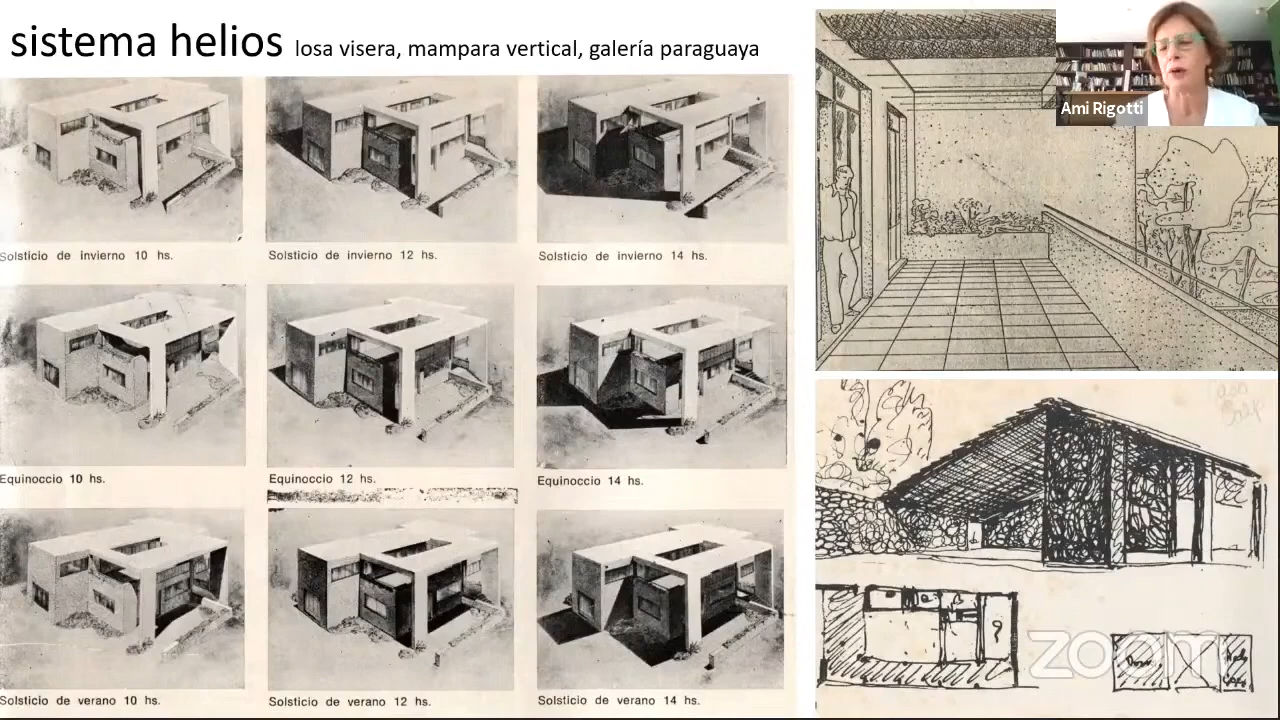 sistema helios losa visera, mampara vertical, galería paraguaya
Ami Rigotti
Solsticio de invierno 10 hs.
Solsticio de invierno 12 hs.
Solsticio de invierno 14 hs.
Equinoccio 10 hs.
Equinoccio 12 hs.
Equinoccio 14 hs.
Solsticio de verano 10 hs.
Solsticio de verano 12 hs.
Solsticio de verano 14 hs.
?
zoom